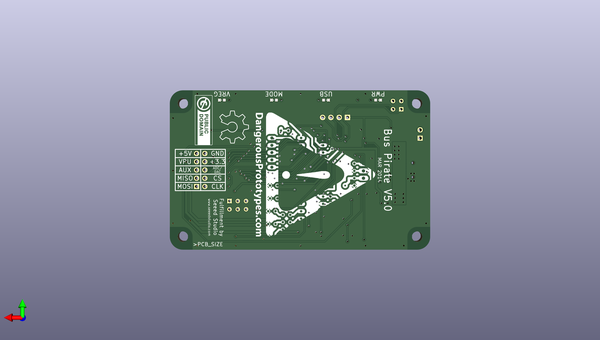 VREG
MODE
USB
PWR
PUBLIC
DOMAIN
DangerousPrototypes.com
Bus Pirate V5.0
+5V GND
VPU +3.3
AUX
MISO CS
MOSI CLK
Fulfillment by
Seeed Studio
>PCB_SIZE